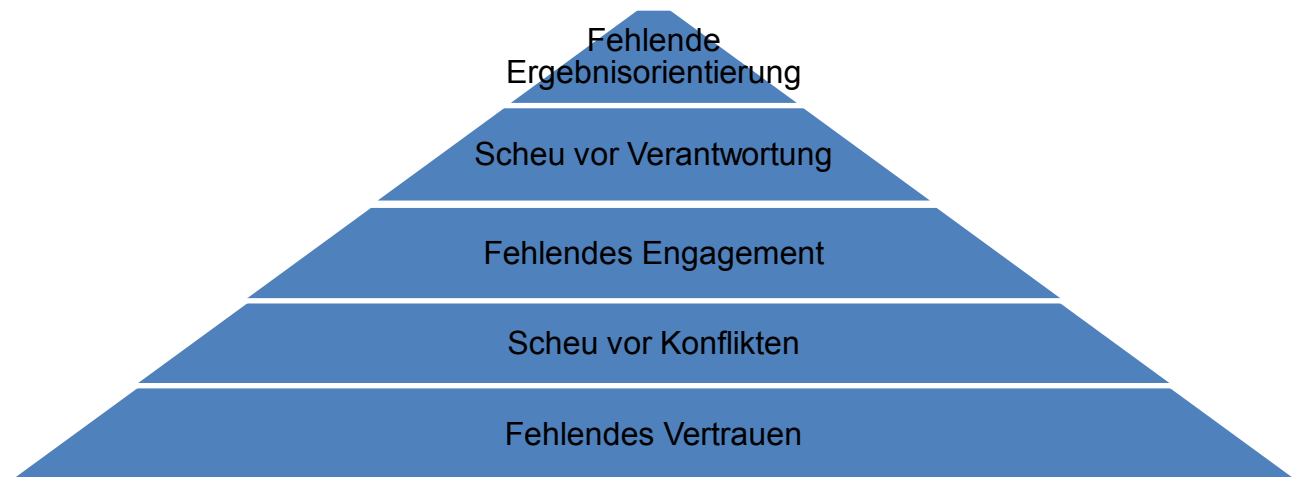 Fehlende
Ergebnisorientierung
Scheu vor Verantwortung
Fehlendes Engagement
Scheu vor Konflikten
Fehlendes Vertrauen